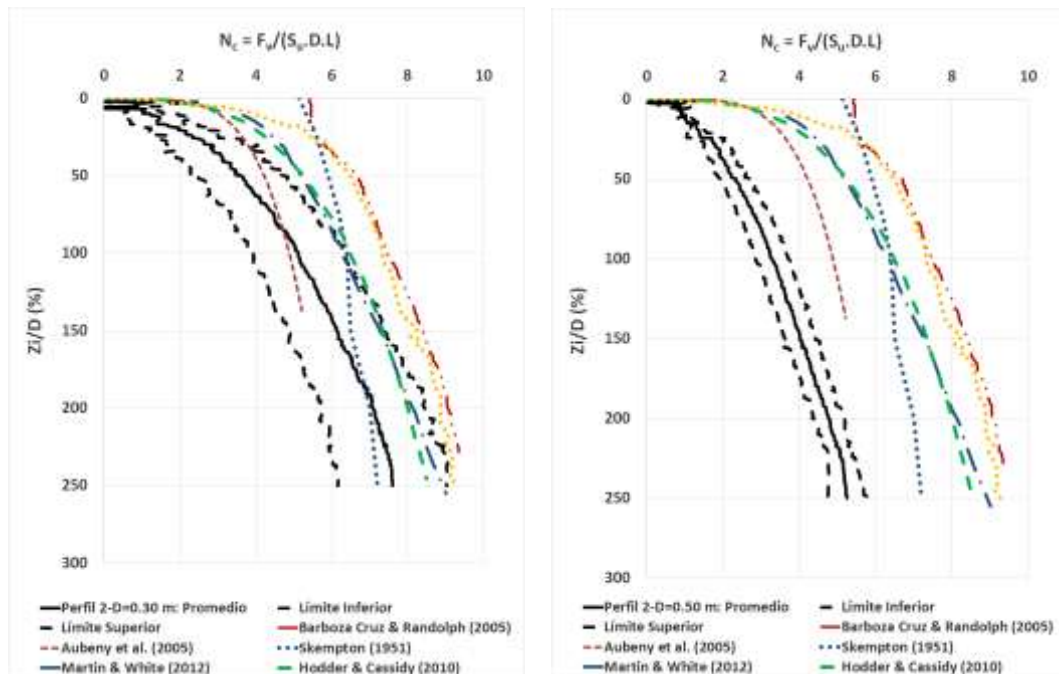 N_c = F_v/(S_u.D.L)
0 2 4 6 8 10
0
50
100
150
200
250
300
Zi/D (%)
Perfil 2-D=0.30 m: Promedio
Límite Inferior
Límite Superior
Barboza Cruz & Randolph (2005)
Aubeny et al. (2005)
Skempton (1951)
Martin & White (2012)
Hodder & Cassidy (2010)
N_c = F_v/(S_u.D.L)
0 2 4 6 8 10
0
50
100
150
200
250
300
Zi/D (%)
Perfil 2-D=0.50 m: Promedio
Límite Inferior
Límite Superior
Barboza Cruz & Randolph (2005)
Aubeny et al. (2005)
Skempton (1951)
Martin & White (2012)
Hodder & Cassidy (2010)